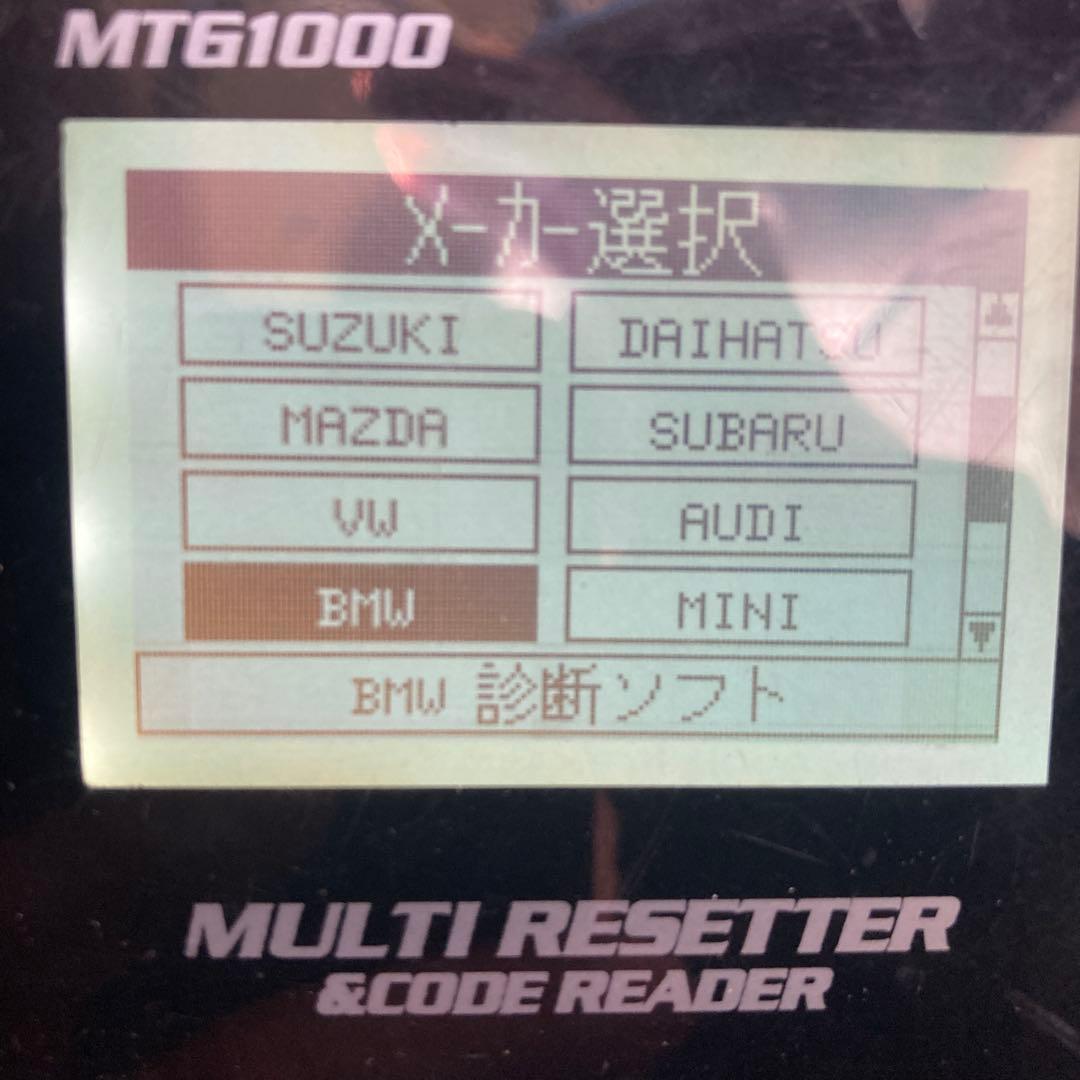 MTG1000
メーカー選択
SUZUKI DAIHATSU
MAZDA SUBARU
VW AUDI
BMW MINI
BMW 診断ソフト
MULTI RESETTER
&CODE READER